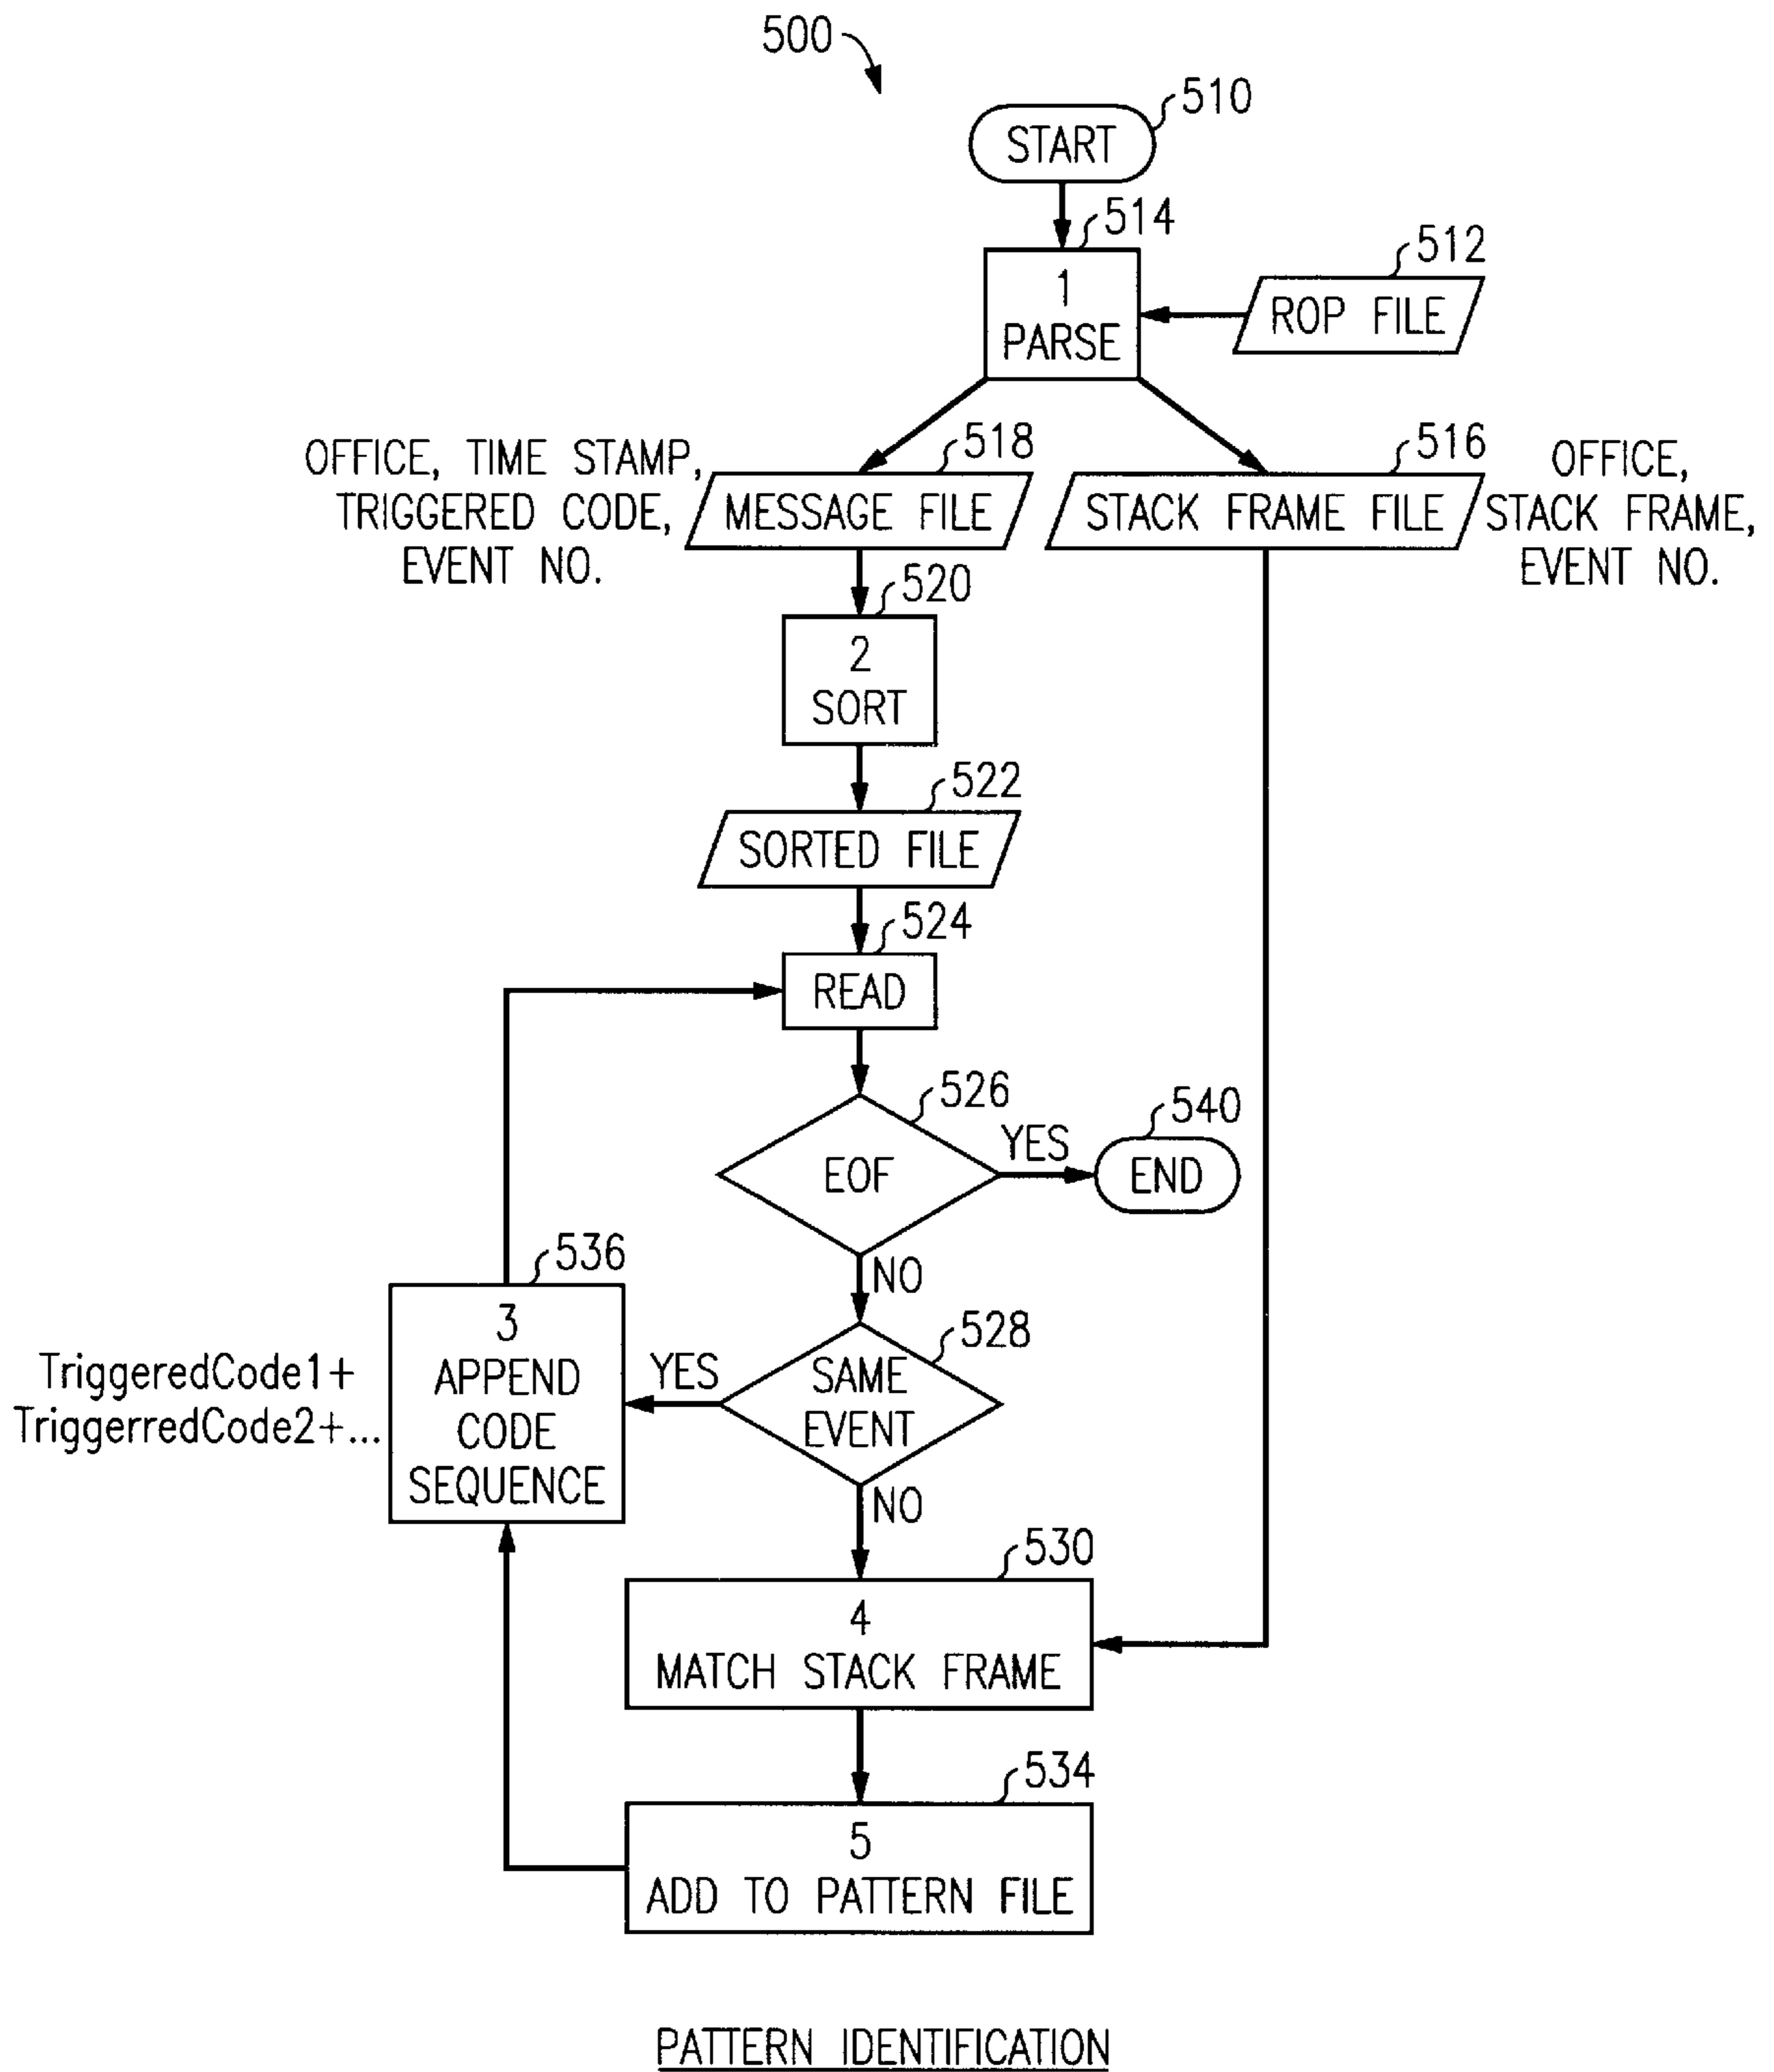 500
510
START
514
512
1
PARSE
ROP FILE
518
516
OFFICE, TIME STAMP,
TRIGGERED CODE,
EVENT NO.
MESSAGE FILE
STACK FRAME FILE
OFFICE,
STACK FRAME,
EVENT NO.
520
2
SORT
522
SORTED FILE
524
READ
526
EOF
YES
540
END
NO
536
3
APPEND
CODE
SEQUENCE
TriggeredCode1+
TriggerredCode2+...
YES
528
SAME
EVENT
NO
530
4
MATCH STACK FRAME
534
5
ADD TO PATTERN FILE
PATTERN IDENTIFICATION